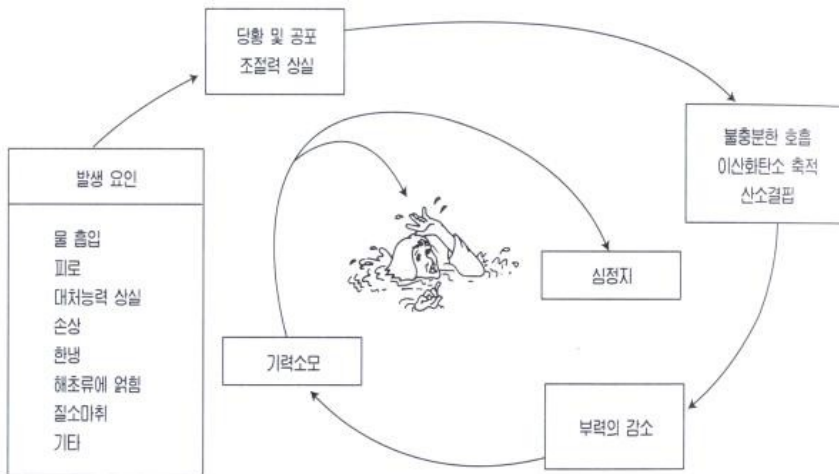 당황 및 공포
조절력 상실
불충분한 호흡
이산화탄소 축적
산소결핍
발생 요인
물 흡입
피로
대처능력 상실
손상
한냉
해초류에 얽힘
질소마취
기타
심정지
기력소모
부력의 감소